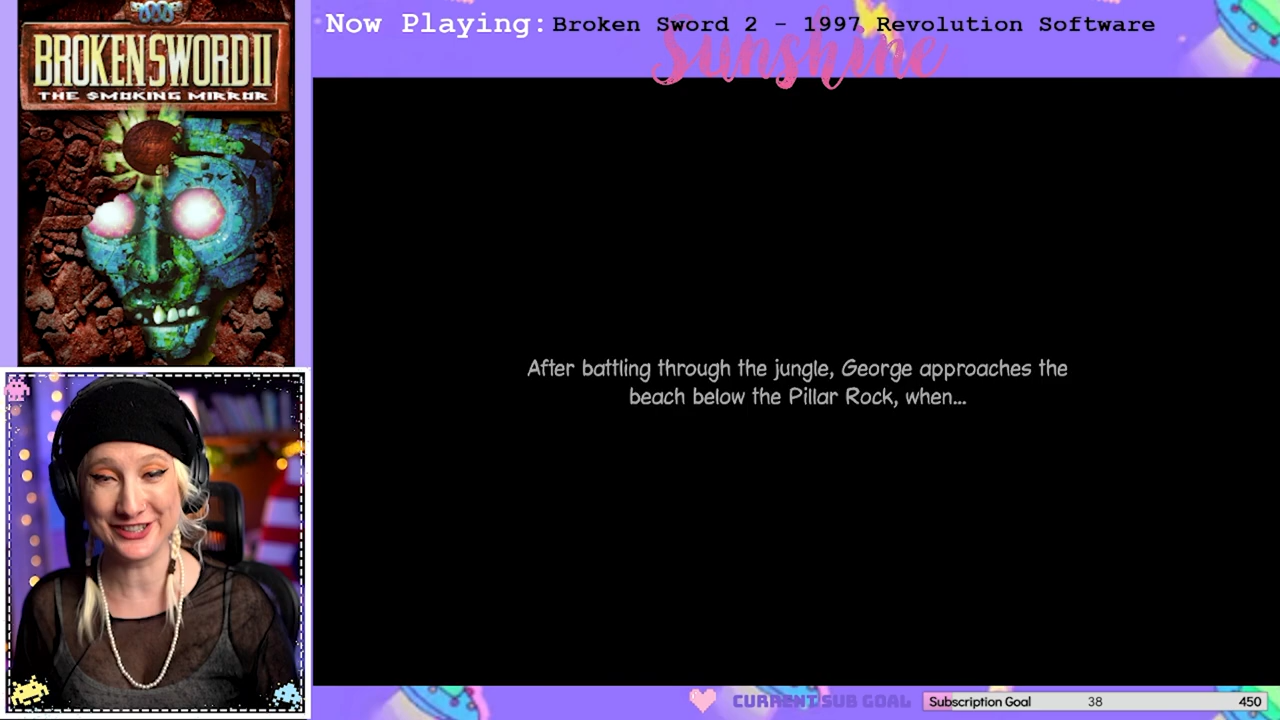 BROKEN SWORD II
THE SMOKING MIRROR
Now Playing: Broken Sword 2 - 1997 Revolution Software
Sunshine
After battling through the jungle, George approaches the
beach below the Pillar Rock, when...
CURRENT SUB GOAL
Subscription Goal 38 450